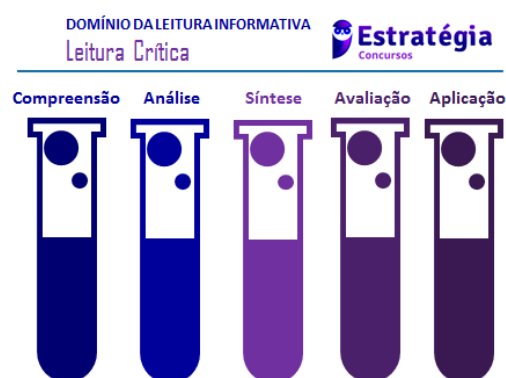 DOMÍNIO DA LEITURA INFORMATIVA
Leitura Crítica
Estratégia
Concursos
Compreensão Análise Síntese Avaliação Aplicação